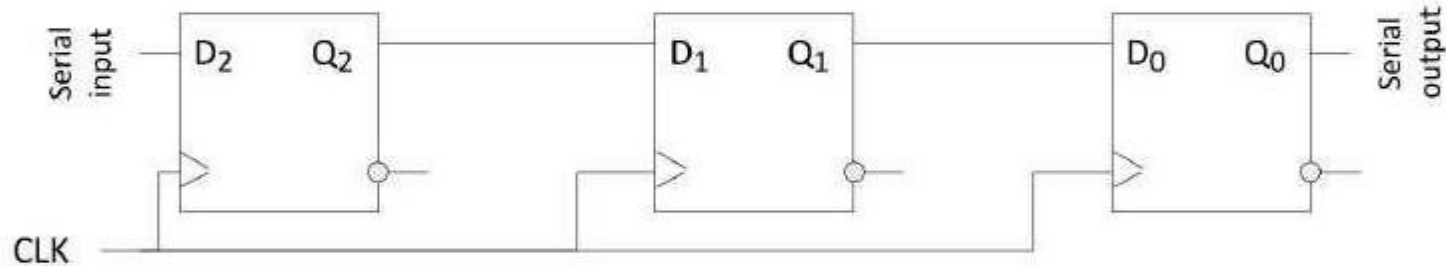 Serial
input
D₂ Q₂
D₁ Q₁
D₀ Q₀
Serial
output
CLK